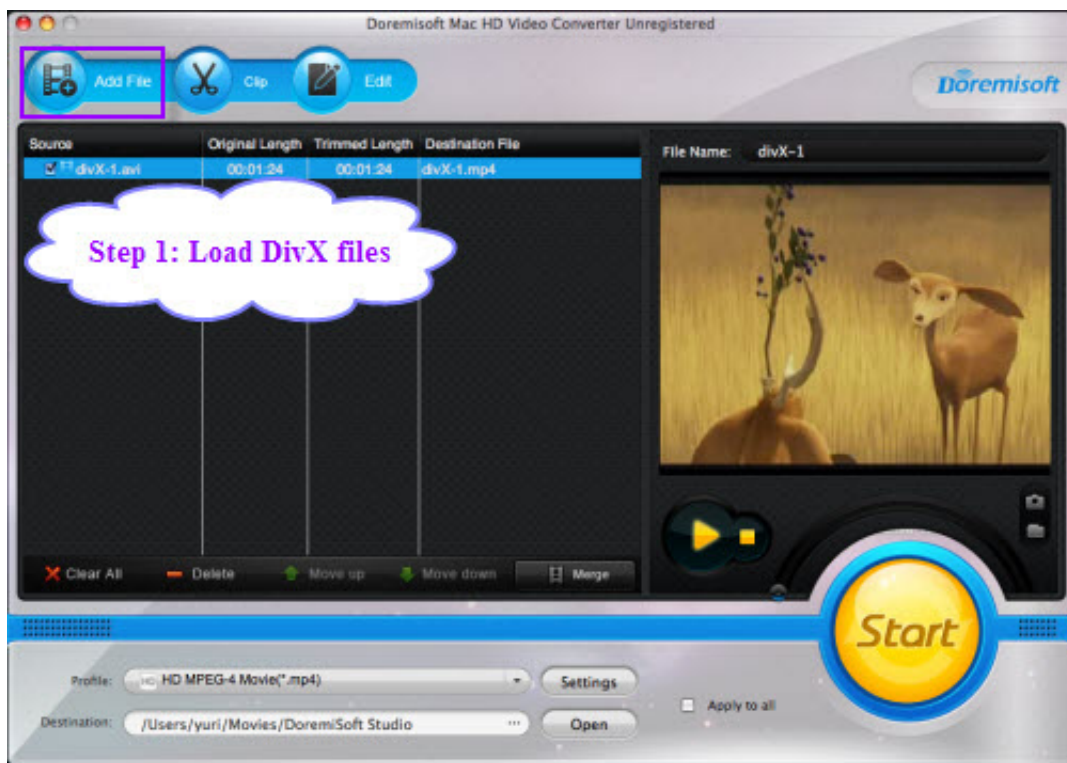 Doremisoft Mac HD Video Converter Unregistered
Add File Clip Edit
Doremisoft
Source Original Length Trimmed Length Destination File
divX-1.avi 00:01:24 00:01:24 divX-1.mp4
Step 1: Load DivX files
File Name: divX-1
Clear All Delete Move up Move down Merge
Start
Profile: HD HD MPEG-4 Movie(*.mp4) Settings
Apply to all
Destination: /Users/yuri/Movies/DoremiSoft Studio ... Open